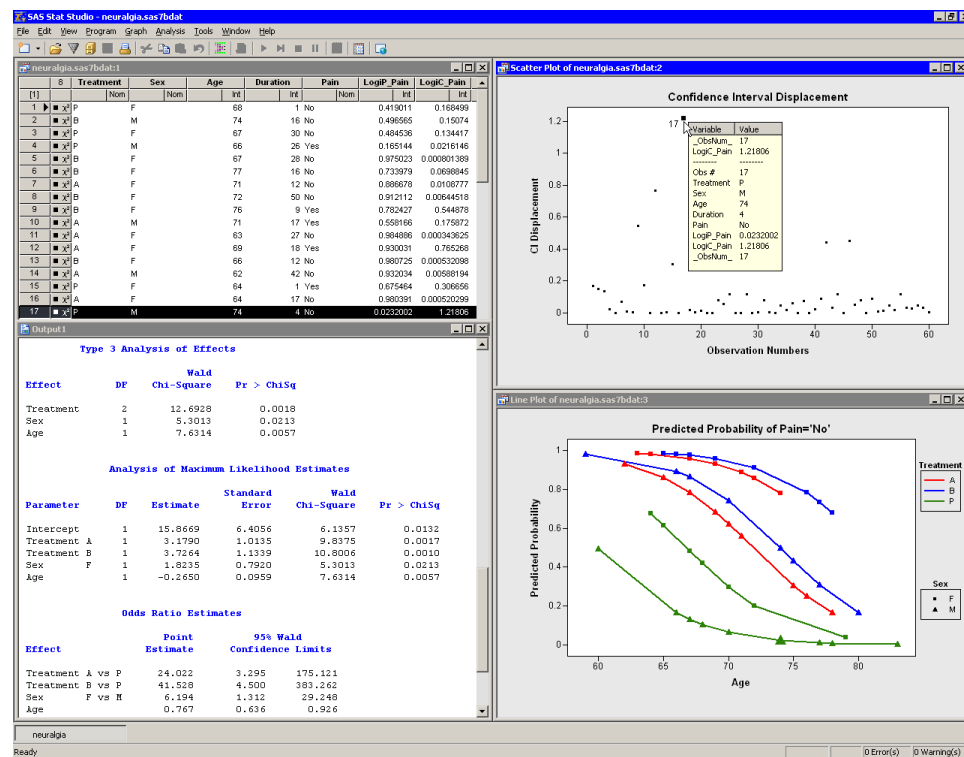 SAS Stat Studio - neuralgia.sas7bdat
File Edit View Program Graph Analysis Tools Window Help
neuralgia.sas7bdat:1
8 Treatment Sex Age Duration Pain LogiP_Pain LogiC_Pain
Nom Nom Int Int Nom Int Int
[1]
1 χ² P F 68 1 No 0.419011 0.168499
2 χ² B M 74 16 No 0.496565 0.15074
3 χ² P F 67 30 No 0.484536 0.134417
4 χ² P M 66 26 Yes 0.165144 0.0216146
5 χ² B F 67 28 No 0.975023 0.000801389
6 χ² B F 77 16 No 0.733979 0.0698845
7 χ² A F 71 12 No 0.886678 0.0108777
8 χ² B F 72 50 No 0.912112 0.00644518
9 χ² B F 76 9 Yes 0.782427 0.544878
10 χ² A M 71 17 Yes 0.558166 0.175872
11 χ² A F 63 27 No 0.984886 0.000343625
12 χ² A F 69 18 Yes 0.930031 0.765268
13 χ² B F 66 12 No 0.980725 0.000532098
14 χ² A M 62 42 No 0.932034 0.00588194
15 χ² P F 64 1 Yes 0.675464 0.306656
16 χ² A F 64 17 No 0.980391 0.000520299
17 χ² P M 74 4 No 0.0232002 1.21806
Output1
Type 3 Analysis of Effects
Wald
Effect DF Chi-Square Pr > ChiSq
Treatment 2 12.6928 0.0018
Sex 1 5.3013 0.0213
Age 1 7.6314 0.0057
Analysis of Maximum Likelihood Estimates
Standard Wald
Parameter DF Estimate Error Chi-Square Pr > ChiSq
Intercept 1 15.8669 6.4056 6.1357 0.0132
Treatment A 1 3.1790 1.0135 9.8375 0.0017
Treatment B 1 3.7264 1.1339 10.8006 0.0010
Sex F 1 1.8235 0.7920 5.3013 0.0213
Age 1 -0.2650 0.0959 7.6314 0.0057
Odds Ratio Estimates
Point 95% Wald
Effect Estimate Confidence Limits
Treatment A vs P 24.022 3.295 175.121
Treatment B vs P 41.528 4.500 383.262
Sex F vs M 6.194 1.312 29.248
Age 0.767 0.636 0.926
Scatter Plot of neuralgia.sas7bdat:2
Confidence Interval Displacement
1.2
0.8
0.6
0.4
0.2
0
CI Displacement
17
Variable Value
_ObsNum_ 17
LogiC_Pain 1.21806
-------- --------
Obs # 17
Treatment P
Sex M
Age 74
Duration 4
Pain No
LogiP_Pain 0.0232002
LogiC_Pain 1.21806
_ObsNum_ 17
0 10 20 30 40 50 60
Observation Numbers
Line Plot of neuralgia.sas7bdat:3
Predicted Probability of Pain='No'
1
0.8
0.6
0.4
0.2
0
Predicted Probability
60 65 70 75 80
Age
Treatment
A
B
P
Sex
F
M
neuralgia
Ready
0 Error(s) 0 Warning(s)